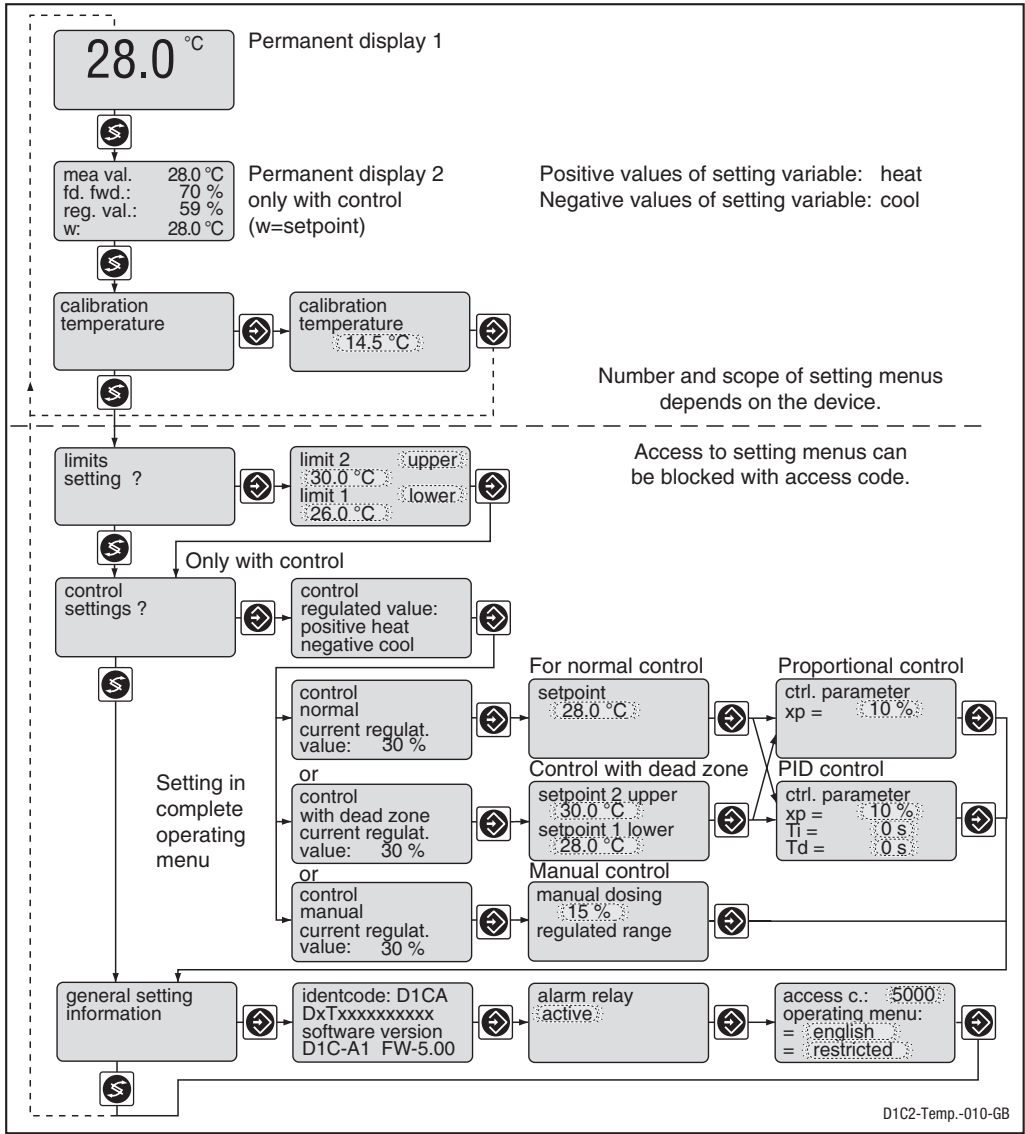 28.0 °C
Permanent display 1
mea val. 28.0 °C
fd. fwd.: 70 %
reg. val.: 59 %
w: 28.0 °C
Permanent display 2
only with control
(w=setpoint)
Positive values of setting variable: heat
Negative values of setting variable: cool
calibration
temperature
calibration
temperature
14.5 °C
Number and scope of setting menus
depends on the device.
Access to setting menus can
be blocked with access code.
limits
setting ?
limit 2 upper
30.0 °C
limit 1 lower
26.0 °C
Only with control
control
settings ?
control
regulated value:
positive heat
negative cool
Setting in
complete
operating
menu
control
normal
current regulat.
value: 30 %
For normal control
setpoint
28.0 °C
Proportional control
ctrl. parameter
xp = 10 %
or
control
with dead zone
current regulat.
value: 30 %
Control with dead zone
setpoint 2 upper
30.0 °C
setpoint 1 lower
28.0 °C
PID control
ctrl. parameter
xp = 10 %
Ti = 0 s
Td = 0 s
or
control
manual
current regulat.
value: 30 %
Manual control
manual dosing
15 %
regulated range
general setting
information
identcode: D1CA
DxTxxxxxxxxxx
software version
D1C-A1 FW-5.00
alarm relay
active
access c.: 5000
operating menu:
= english
= restricted
D1C2-Temp.-010-GB